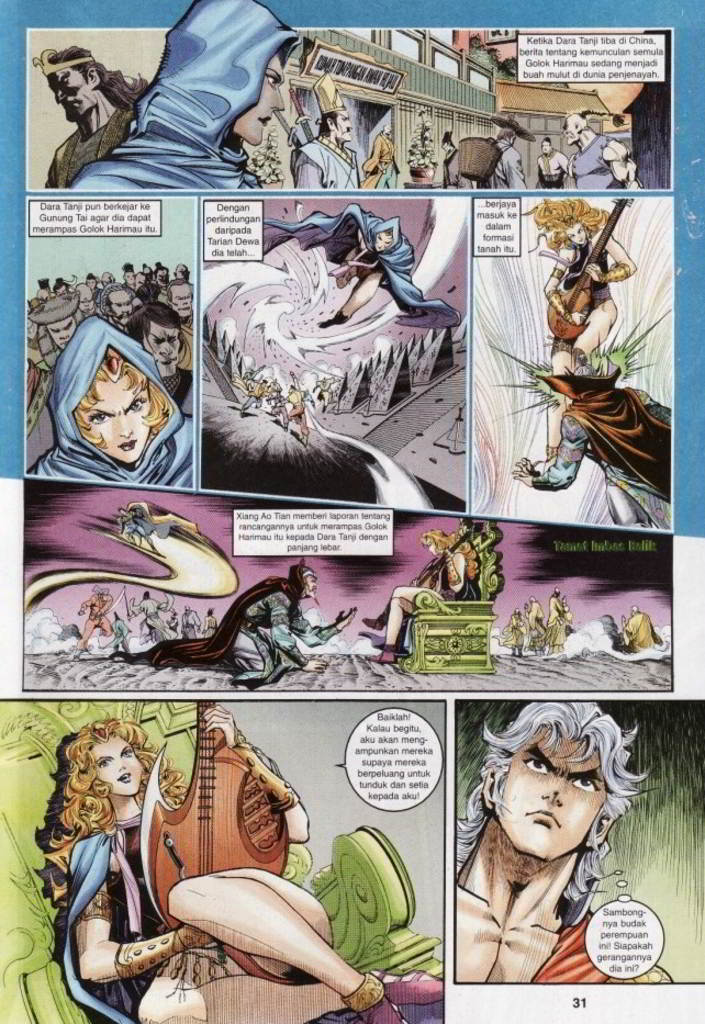 Ketika Dara Tanji tiba di China,
berita tentang kemunculan semula
Golok Harimau sedang menjadi
buah mulut di dunia penjenayah.
Dara Tanji pun berkejar ke
Gunung Tai agar dia dapat
merampas Golok Harimau itu.
Dengan
perlindungan
daripada
Tarian Dewa
dia telah...
...berjaya
masuk ke
dalam
formasi
tanah itu.
Xiang Ao Tian memberi laporan tentang
rancangannya untuk merampas Golok
Harimau itu kepada Dara Tanji dengan
panjang lebar.
Tamat Imbas Balik
Baiklah!
Kalau begitu,
aku akan meng-
ampunkan mereka
supaya mereka
berpeluang untuk
tunduk dan setia
kepada aku!
Sambong-
nya budak
perempuan
ini! Siapakah
gerangannya
dia ini?
31